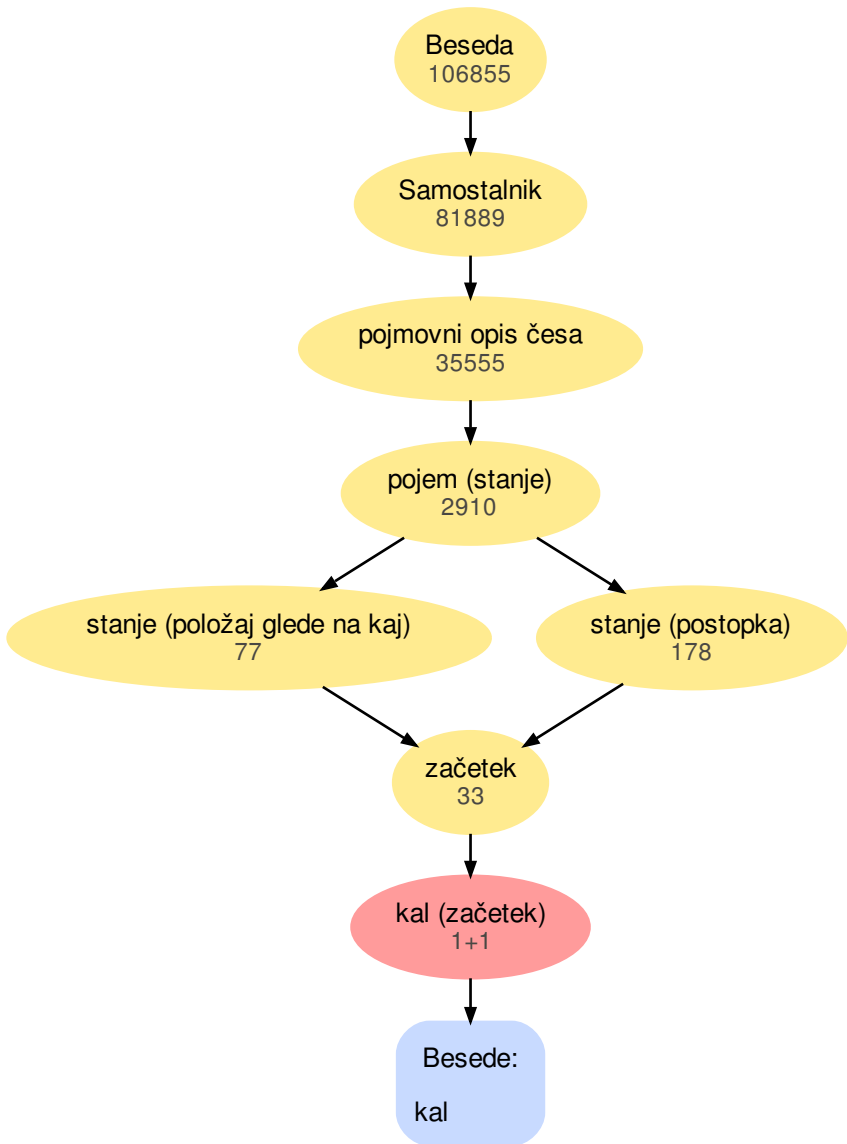 Beseda
106855
Samostalnik
81889
pojmovni opis česa
35555
pojem (stanje)
2910
stanje (položaj glede na kaj)
77
stanje (postopka)
178
začetek
33
kal (začetek)
1+1
Besede:
kal